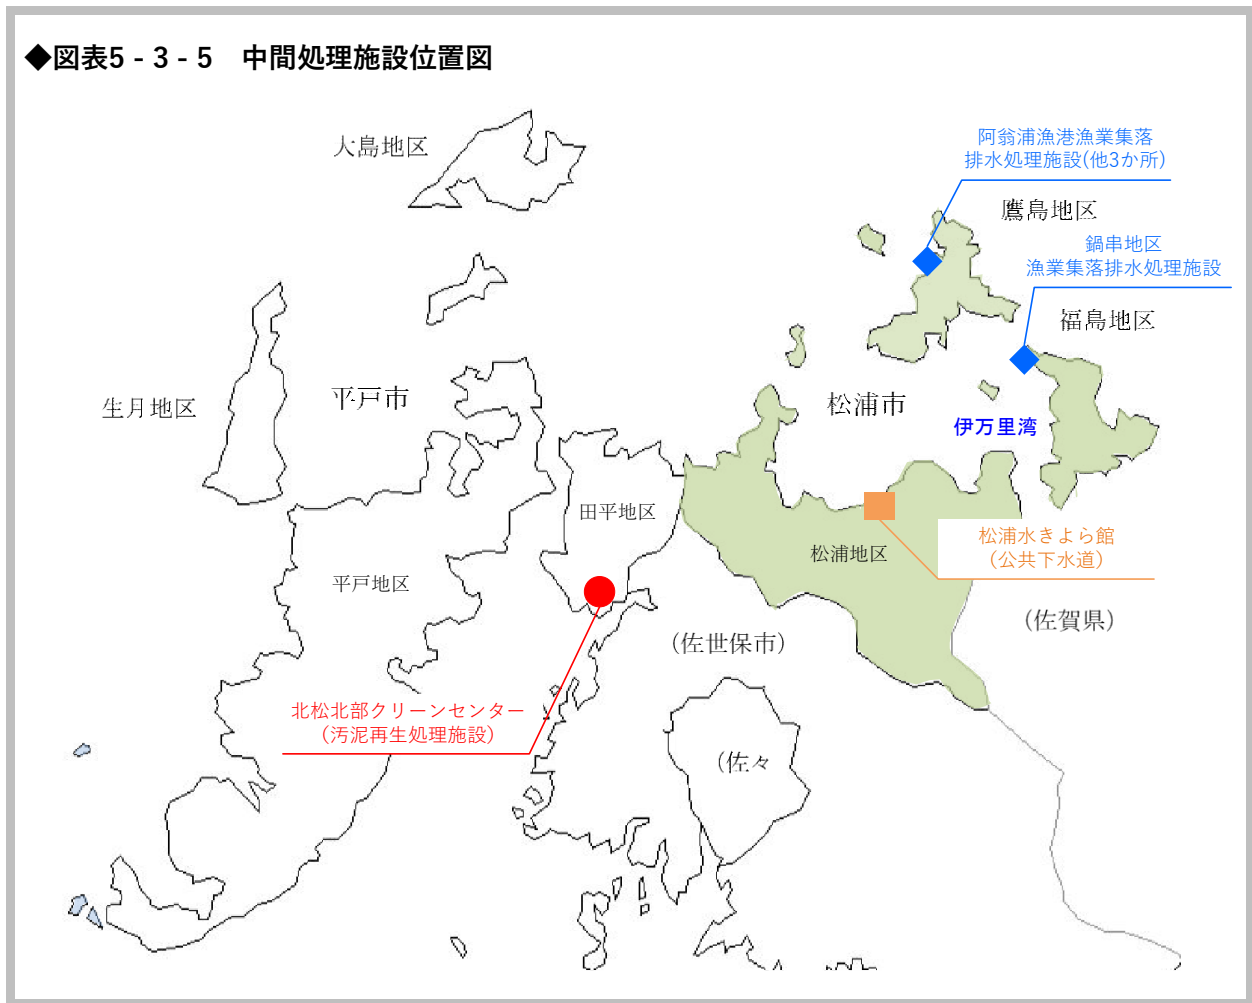 ◆図表5-3-5　中間処理施設位置図
大島地区
阿翁浦漁港漁業集落
排水処理施設(他3か所)
鷹島地区
鍋串地区
漁業集落排水処理施設
福島地区
生月地区
平戸市
松浦市
伊万里湾
田平地区
松浦水きよら館
(公共下水道)
松浦地区
平戸地区
(佐賀県)
(佐世保市)
北松北部クリーンセンター
(汚泥再生処理施設)
(佐々